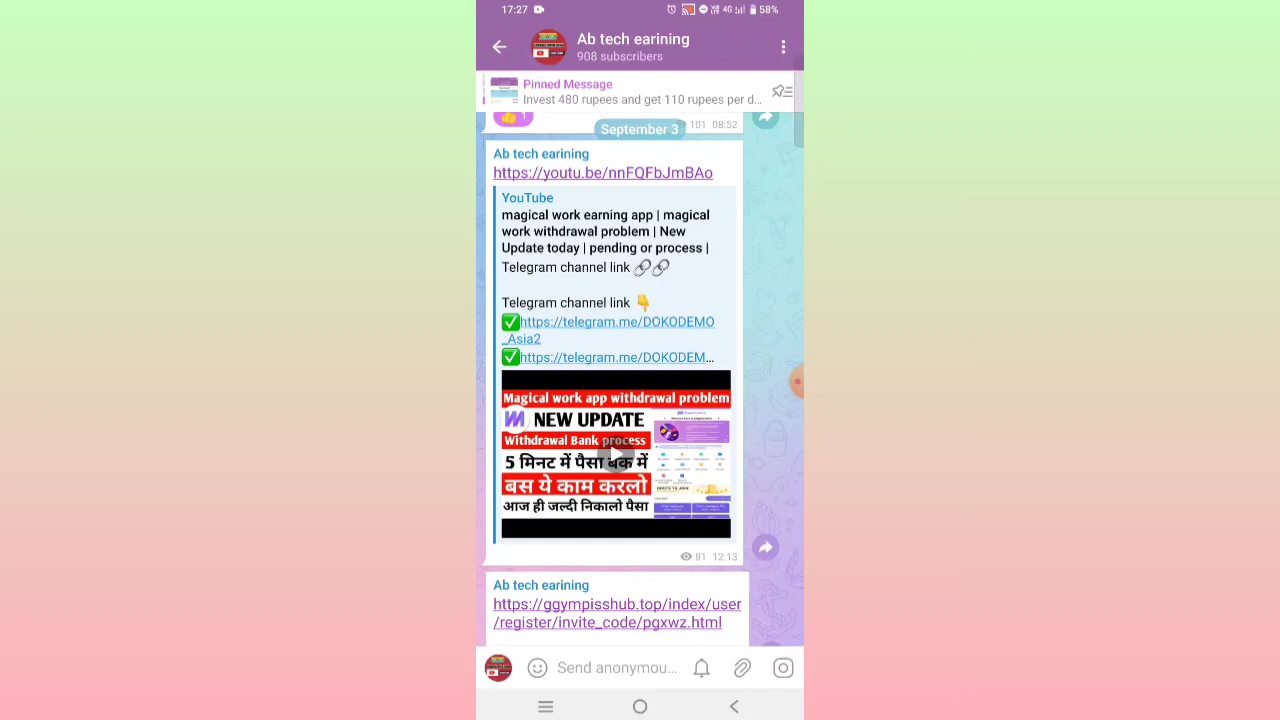 17:27
4G 58%
Ab tech earining
908 subscribers
Pinned Message
Invest 480 rupees and get 110 rupees per d...
1
101 08:52
September 3
Ab tech earining
https://youtu.be/nnFQFbJmBAo
YouTube
magical work earning app | magical
work withdrawal problem | New
Update today | pending or process |
Telegram channel link 🔗🔗
Telegram channel link 👇
✅https://telegram.me/DOKODEMO
_Asia2
✅https://telegram.me/DOKODEM...
Magical work app withdrawal problem
NEW UPDATE
Withdrawal Bank process
5 मिनट में पैसा बैंक में
बस ये काम करलो
आज ही जल्दी निकालो पैसा
81 12:13
Ab tech earining
https://ggympisshub.top/index/user
/register/invite_code/pgxwz.html
Send anonymou...